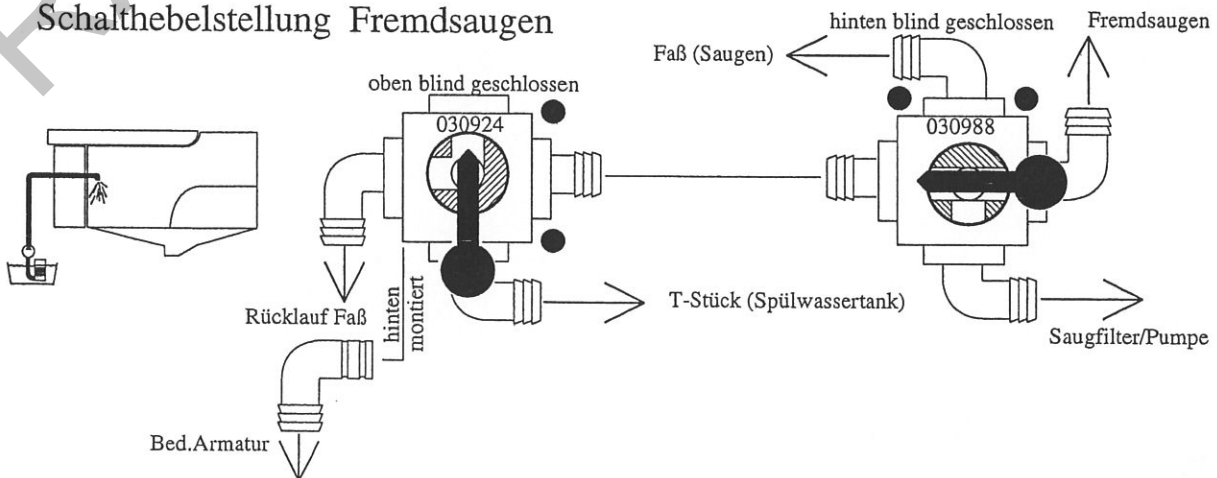 Schalthebelstellung Fremdsaugen
hinten blind geschlossen
Fremdsaugen
Faß (Saugen)
oben blind geschlossen
030924
030988
Rücklauf Faß
hinten
montiert
T-Stück (Spülwassertank)
Saugfilter/Pumpe
Bed.Armatur